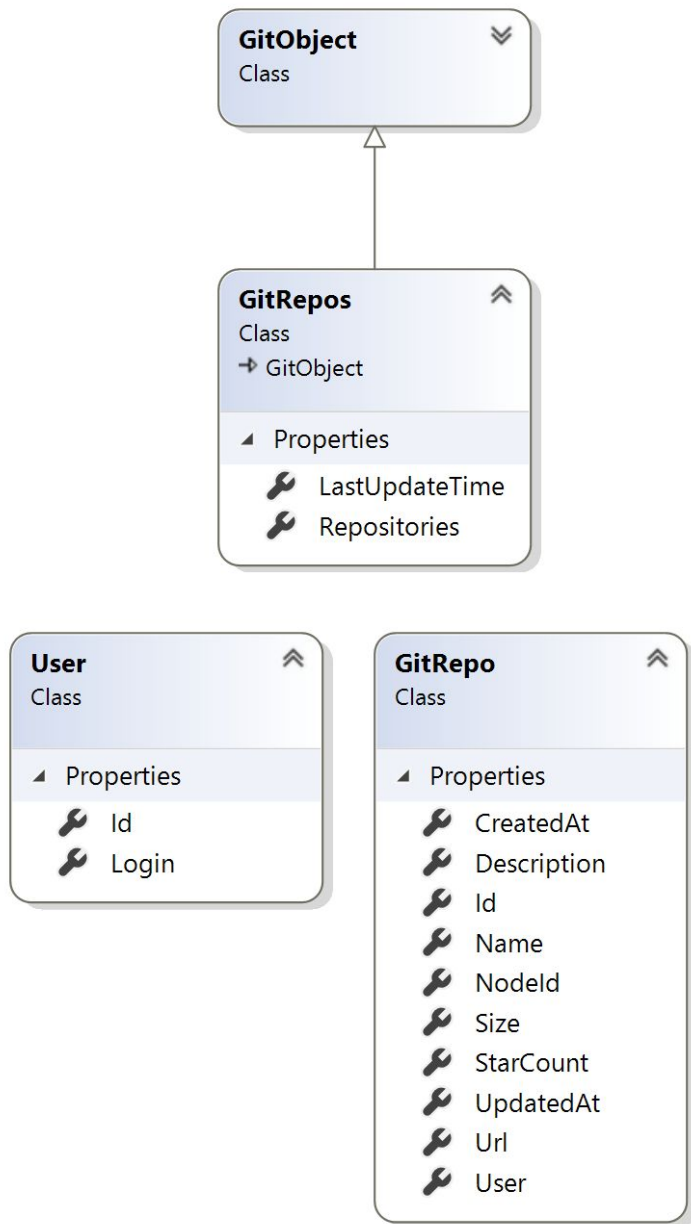 GitObject
Class
GitRepos
Class
GitObject
Properties
LastUpdateTime
Repositories
User
Class
Properties
Id
Login
GitRepo
Class
Properties
CreatedAt
Description
Id
Name
NodeId
Size
StarCount
UpdatedAt
Url
User